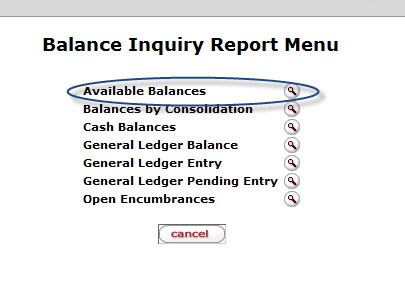 Balance Inquiry Report Menu
Available Balances
Balances by Consolidation
Cash Balances
General Ledger Balance
General Ledger Entry
General Ledger Pending Entry
Open Encumbrances
cancel